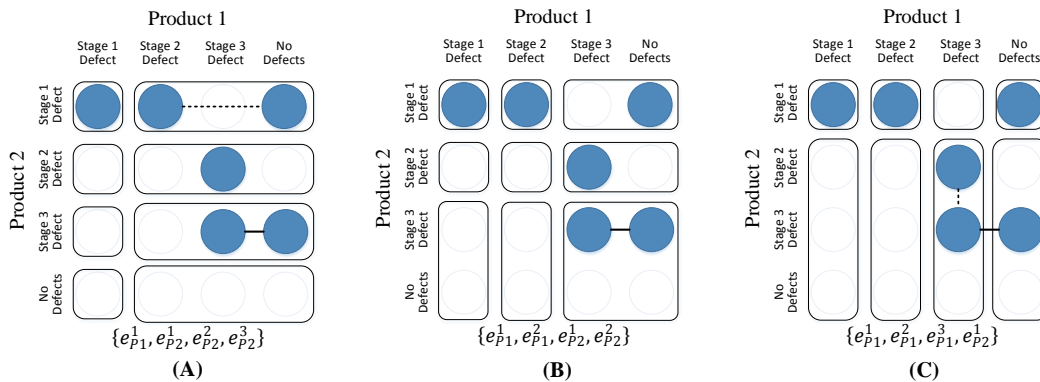 Product 1
Stage 1 Defect
Stage 2 Defect
Stage 3 Defect
No Defects
Product 2
Stage 1 Defect
Stage 2 Defect
Stage 3 Defect
No Defects
{e_{P1}^1, e_{P2}^1, e_{P2}^2, e_{P2}^3}
(A)
Product 1
Stage 1 Defect
Stage 2 Defect
Stage 3 Defect
No Defects
Product 2
Stage 1 Defect
Stage 2 Defect
Stage 3 Defect
No Defects
{e_{P1}^1, e_{P1}^2, e_{P2}^1, e_{P2}^2}
(B)
Product 1
Stage 1 Defect
Stage 2 Defect
Stage 3 Defect
No Defects
Product 2
Stage 1 Defect
Stage 2 Defect
Stage 3 Defect
No Defects
{e_{P1}^1, e_{P1}^2, e_{P1}^3, e_{P2}^1}
(C)